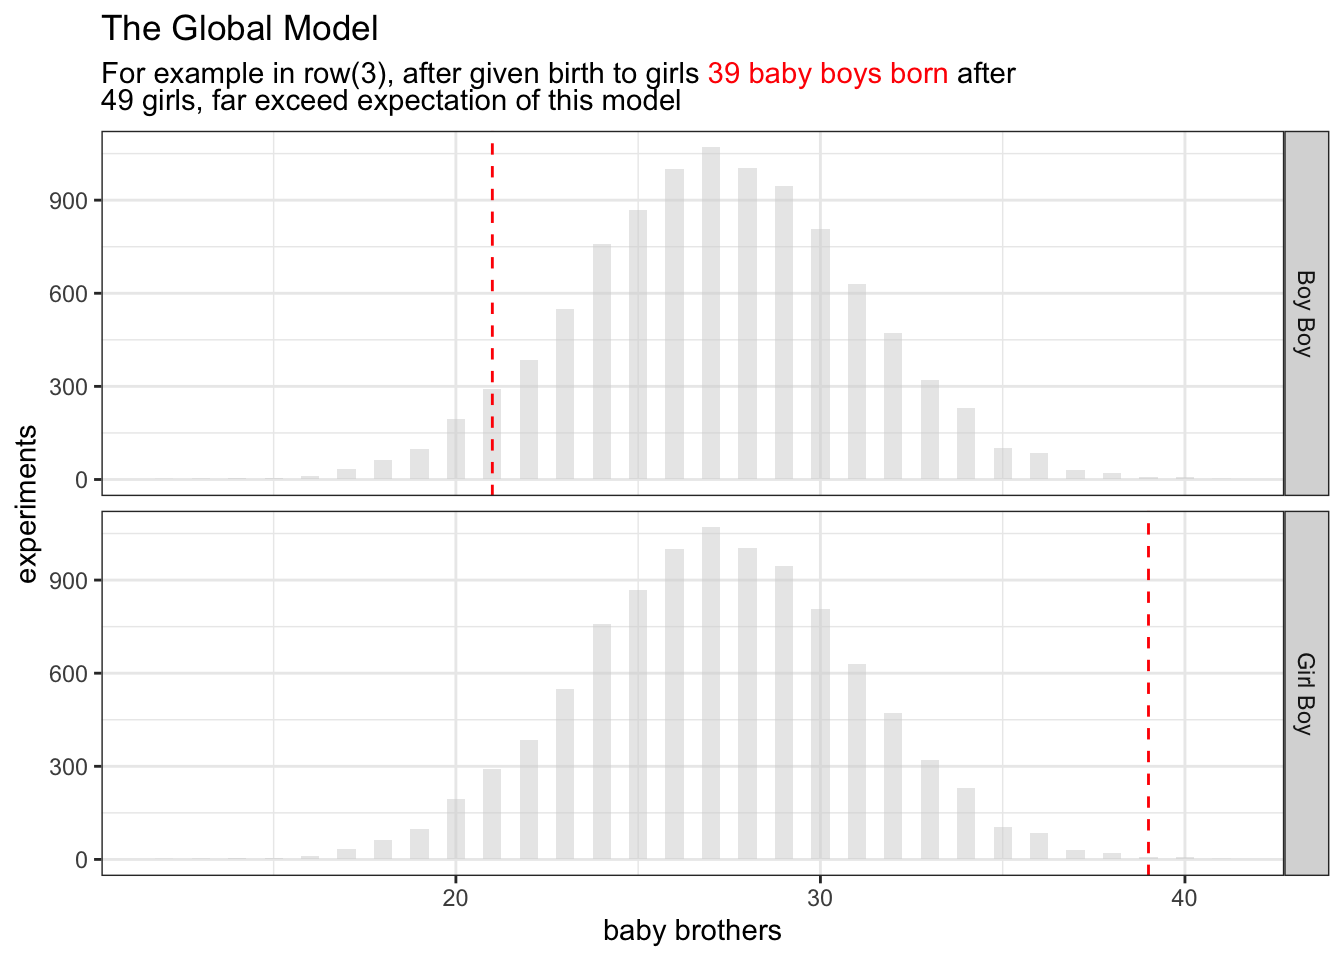 The Global Model
For example in row(3), after given birth to girls 39 baby boys born after
49 girls, far exceed expectation of this model
900
600
300
0
Boy Boy
900
600
300
0
Girl Boy
experiments
20
30
40
baby brothers